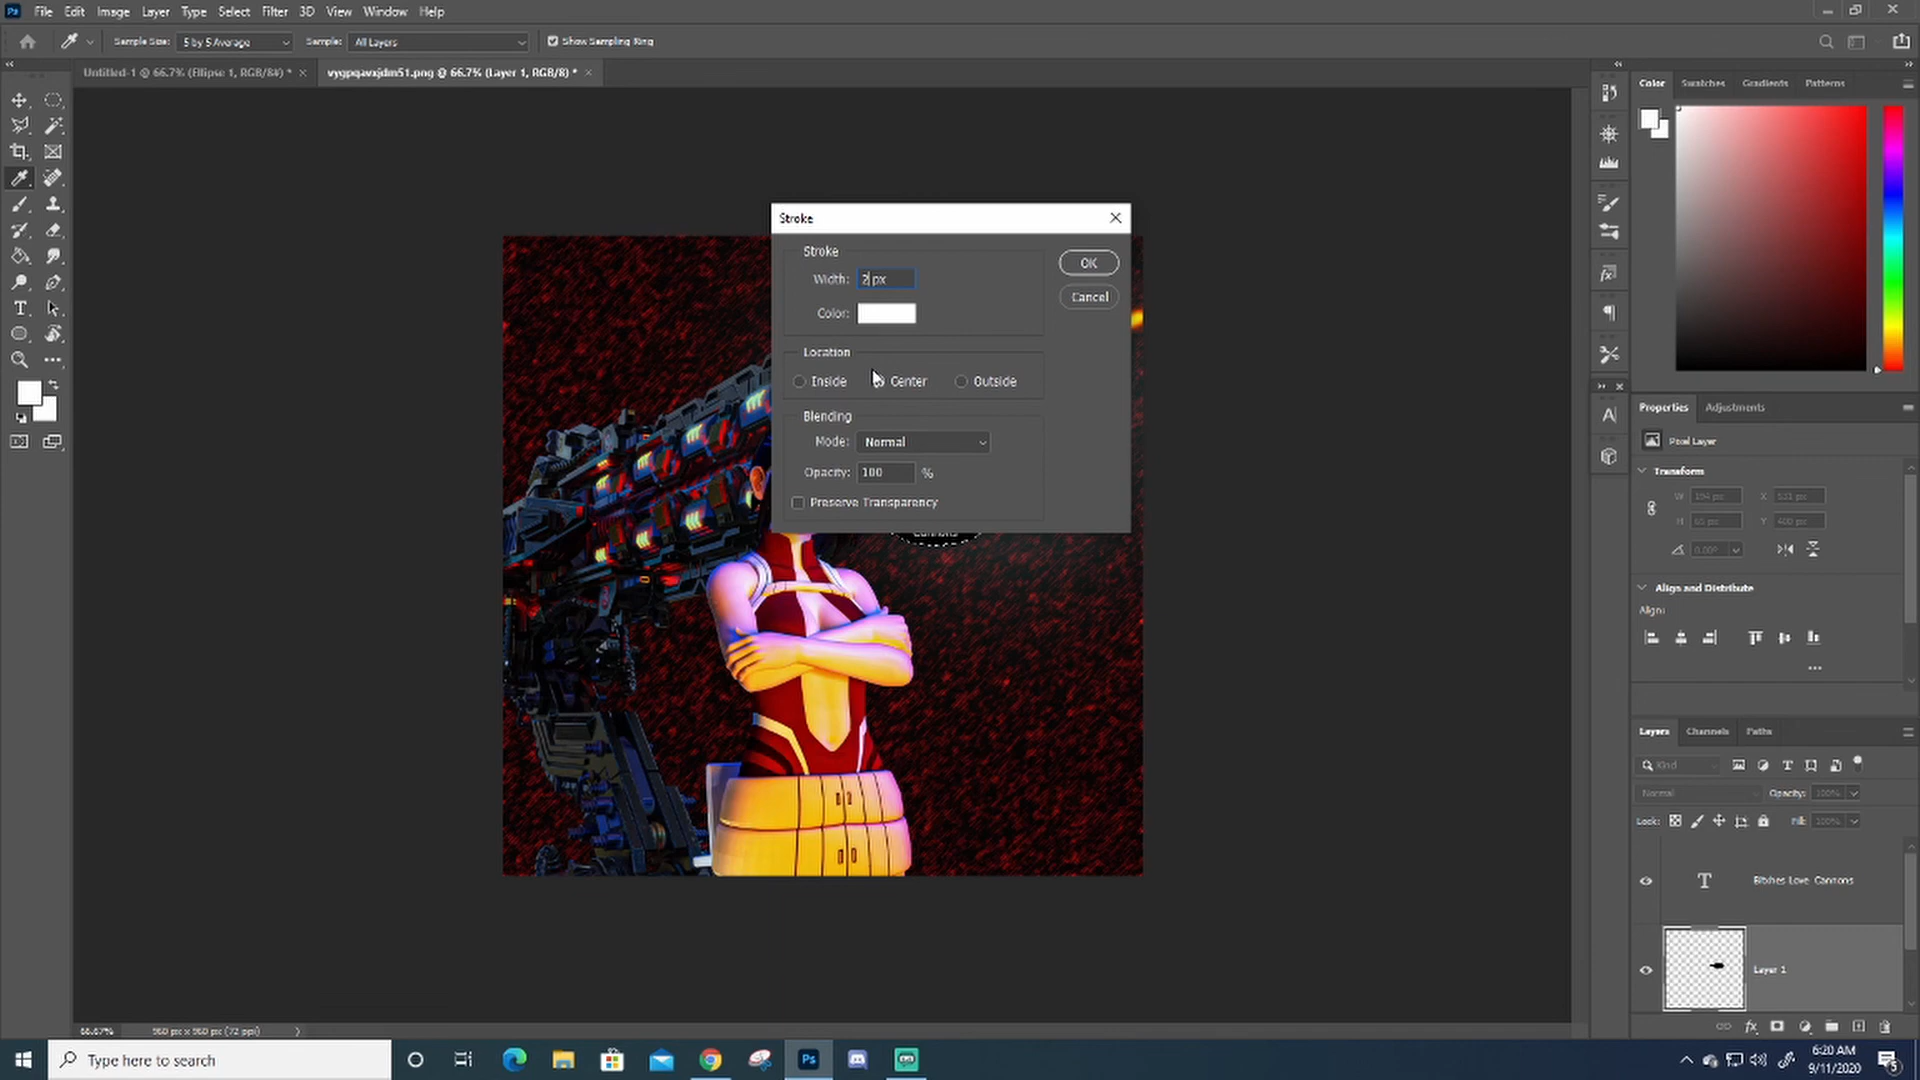 File Edit Image Layer Type Select Filter 3D View Window Help
Sample Size: 5 by 5 Average Sample: All Layers Show Sampling Ring
Untitled-1 @ 66.7% (Ellipse 1, RGB/8#) * × vygpqavxjdm51.png @ 66.7% (Layer 1, RGB/8) * ×
Color Swatches Gradients Patterns
Stroke
Stroke
Width: 2 px
Color:
OK
Cancel
Location
Inside Center Outside
Blending
Mode: Normal
Opacity: 100 %
Preserve Transparency
Cannons
Properties Adjustments
Pixel Layer
Transform
W 194 px X 531 px
H 65 px Y 400 px
0.00°
Align and Distribute
Align:
Layers Channels Paths
Kind
Normal Opacity: 100%
Lock: Fill: 100%
Bitxhes Love Cannons
Layer 1
66.67% 960 px x 960 px (72 ppi)
Type here to search
6:20 AM
9/11/2020
5